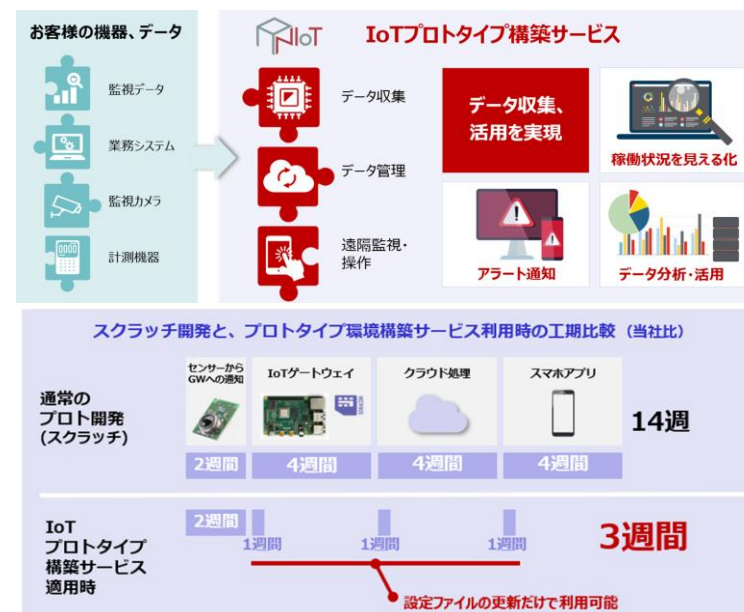 お客様の機器、データ
監視データ
業務システム
監視カメラ
計測機器
IoT
IoTプロトタイプ構築サービス
データ収集
データ管理
遠隔監視・
操作
データ収集、
活用を実現
稼働状況を見える化
アラート通知
データ分析・活用
スクラッチ開発と、プロトタイプ環境構築サービス利用時の工期比較（当社比）
通常の
プロト開発
(スクラッチ)
センサーから
GWへの通知
IoTゲートウェイ
クラウド処理
スマホアプリ
2週間
4週間
4週間
4週間
14週
IoT
プロトタイプ
構築サービス
適用時
2週間
1週間
1週間
1週間
3週間
設定ファイルの更新だけで利用可能